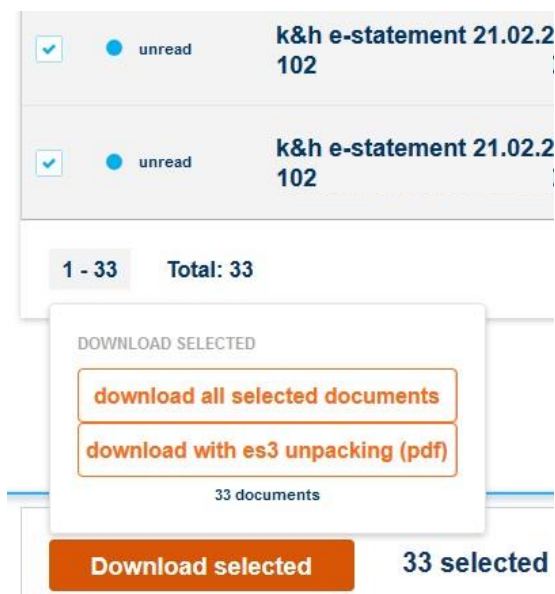 unread
k&h e-statement 21.02.2
102
unread
k&h e-statement 21.02.2
102
1 - 33 Total: 33
DOWNLOAD SELECTED
download all selected documents
download with es3 unpacking (pdf)
33 documents
Download selected 33 selected